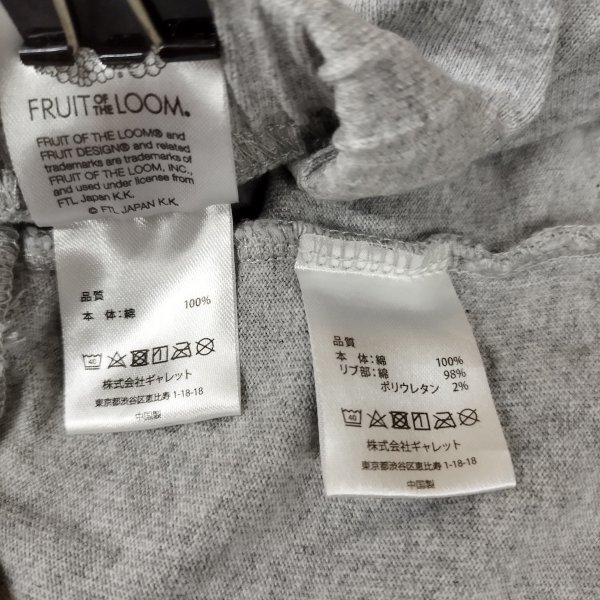 FRUIT OF THE LOOM®
FRUIT OF THE LOOM® and
FRUIT DESIGN® and related
trademarks are trademarks of
FRUIT OF THE LOOM, INC.,
and used under license from
FTL Japan K.K.
© FTL JAPAN K.K.
品質
本 体：綿 100%
40
株式会社ギャレット
東京都渋谷区恵比寿 1-18-18
中国製
品質
本 体：綿 100%
リブ部：綿 98%
ポリウレタン 2%
40
株式会社ギャレット
東京都渋谷区恵比寿 1-18-18
中国製